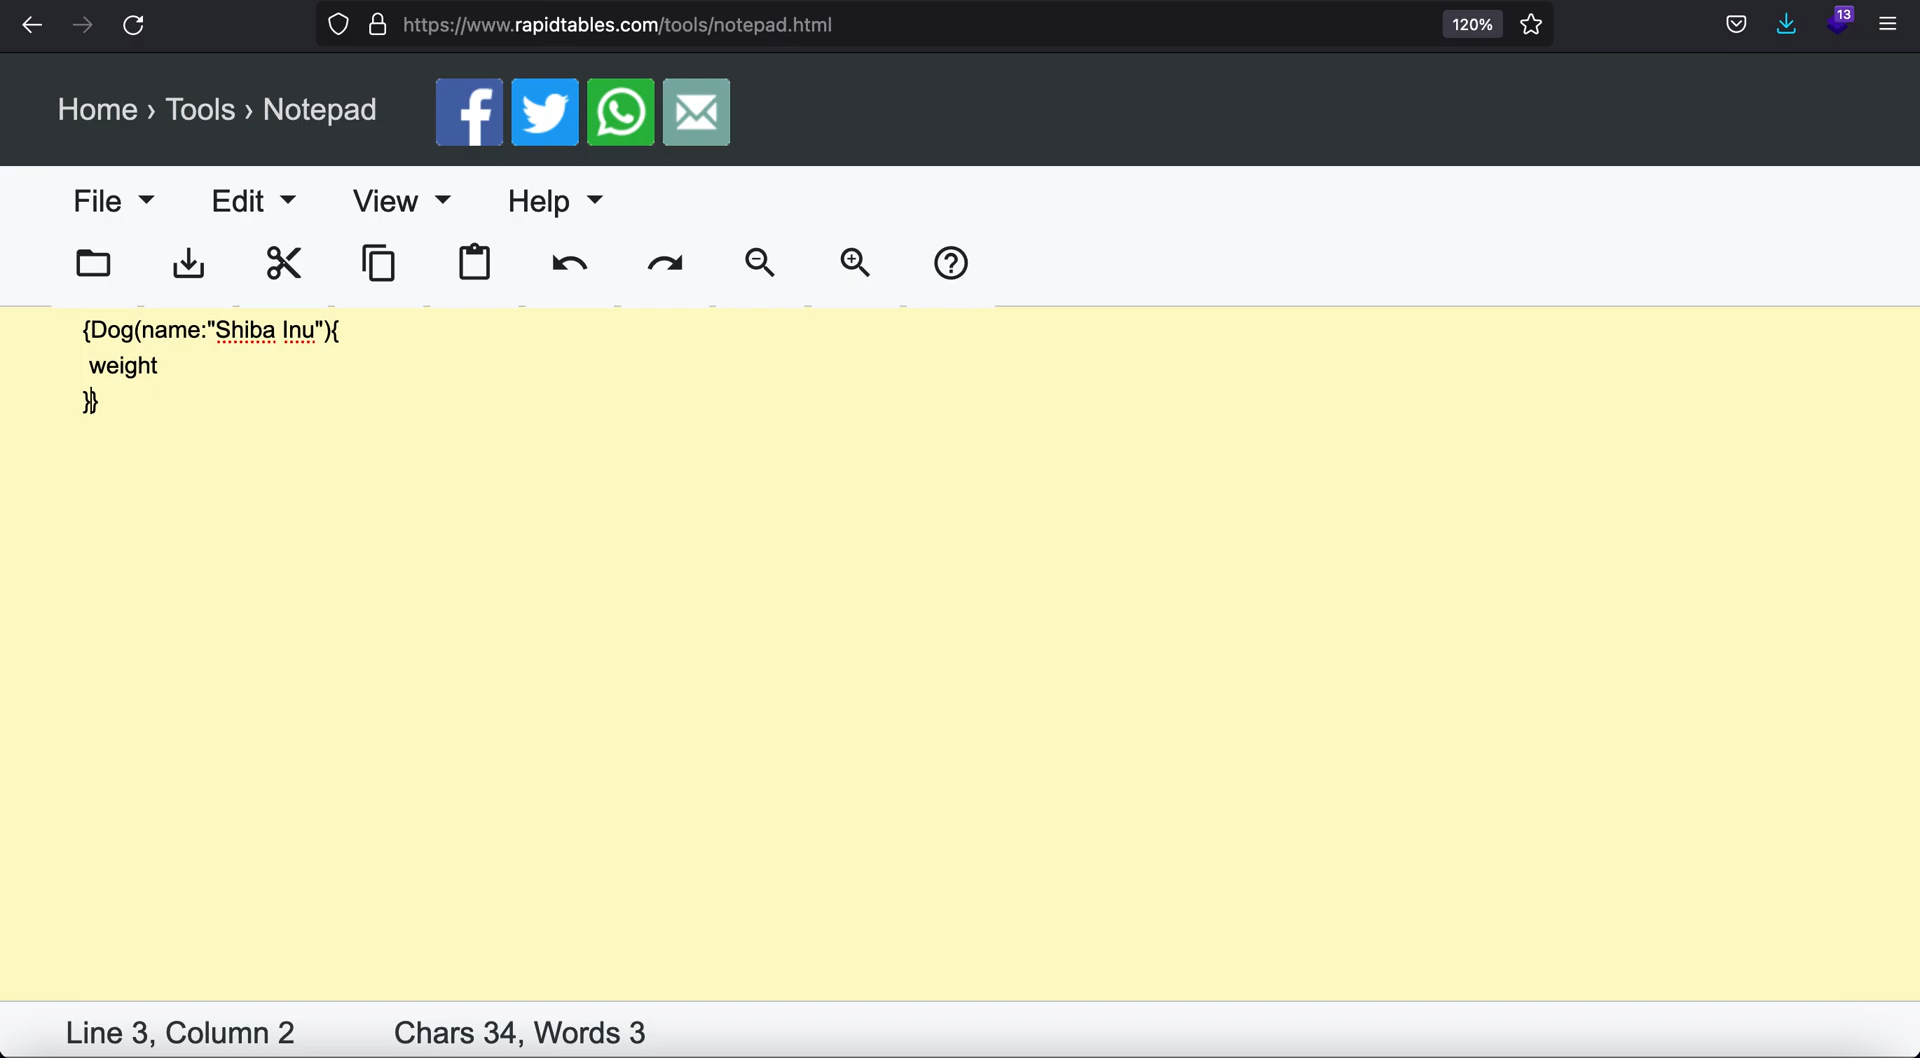 https://www.rapidtables.com/tools/notepad.html
120%
13
Home › Tools › Notepad
File Edit View Help
{Dog(name:"Shiba Inu"){
weight
}}
Line 3, Column 2
Chars 34, Words 3